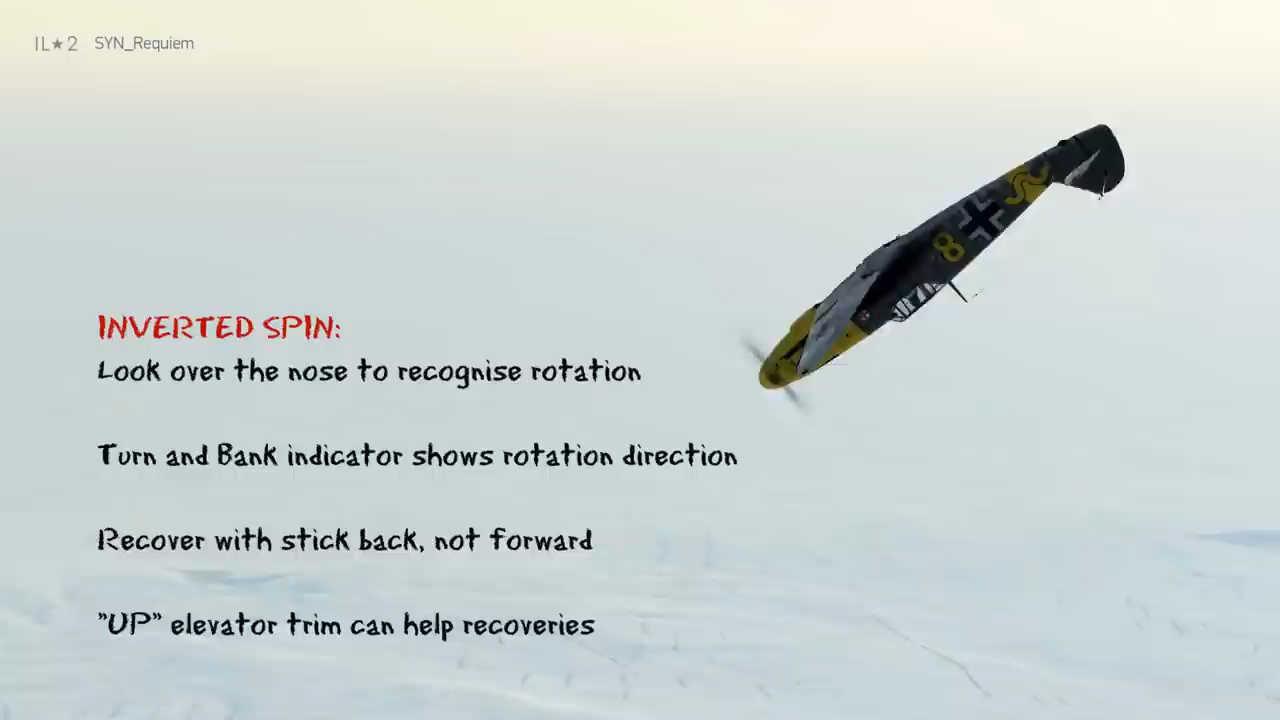 IL★2 SYN_Requiem
8
INVERTED SPIN:
Look over the nose to recognise rotation
Turn and Bank indicator shows rotation direction
Recover with stick back, not forward
"UP" elevator trim can help recoveries